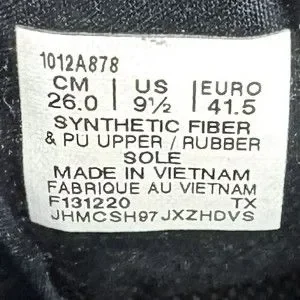 1012A878
CM US EURO
26.0 9½ 41.5
SYNTHETIC FIBER
& PU UPPER / RUBBER
SOLE
MADE IN VIETNAM
FABRIQUE AU VIETNAM
F131220 TX
JHMCSH97JXZHDVS